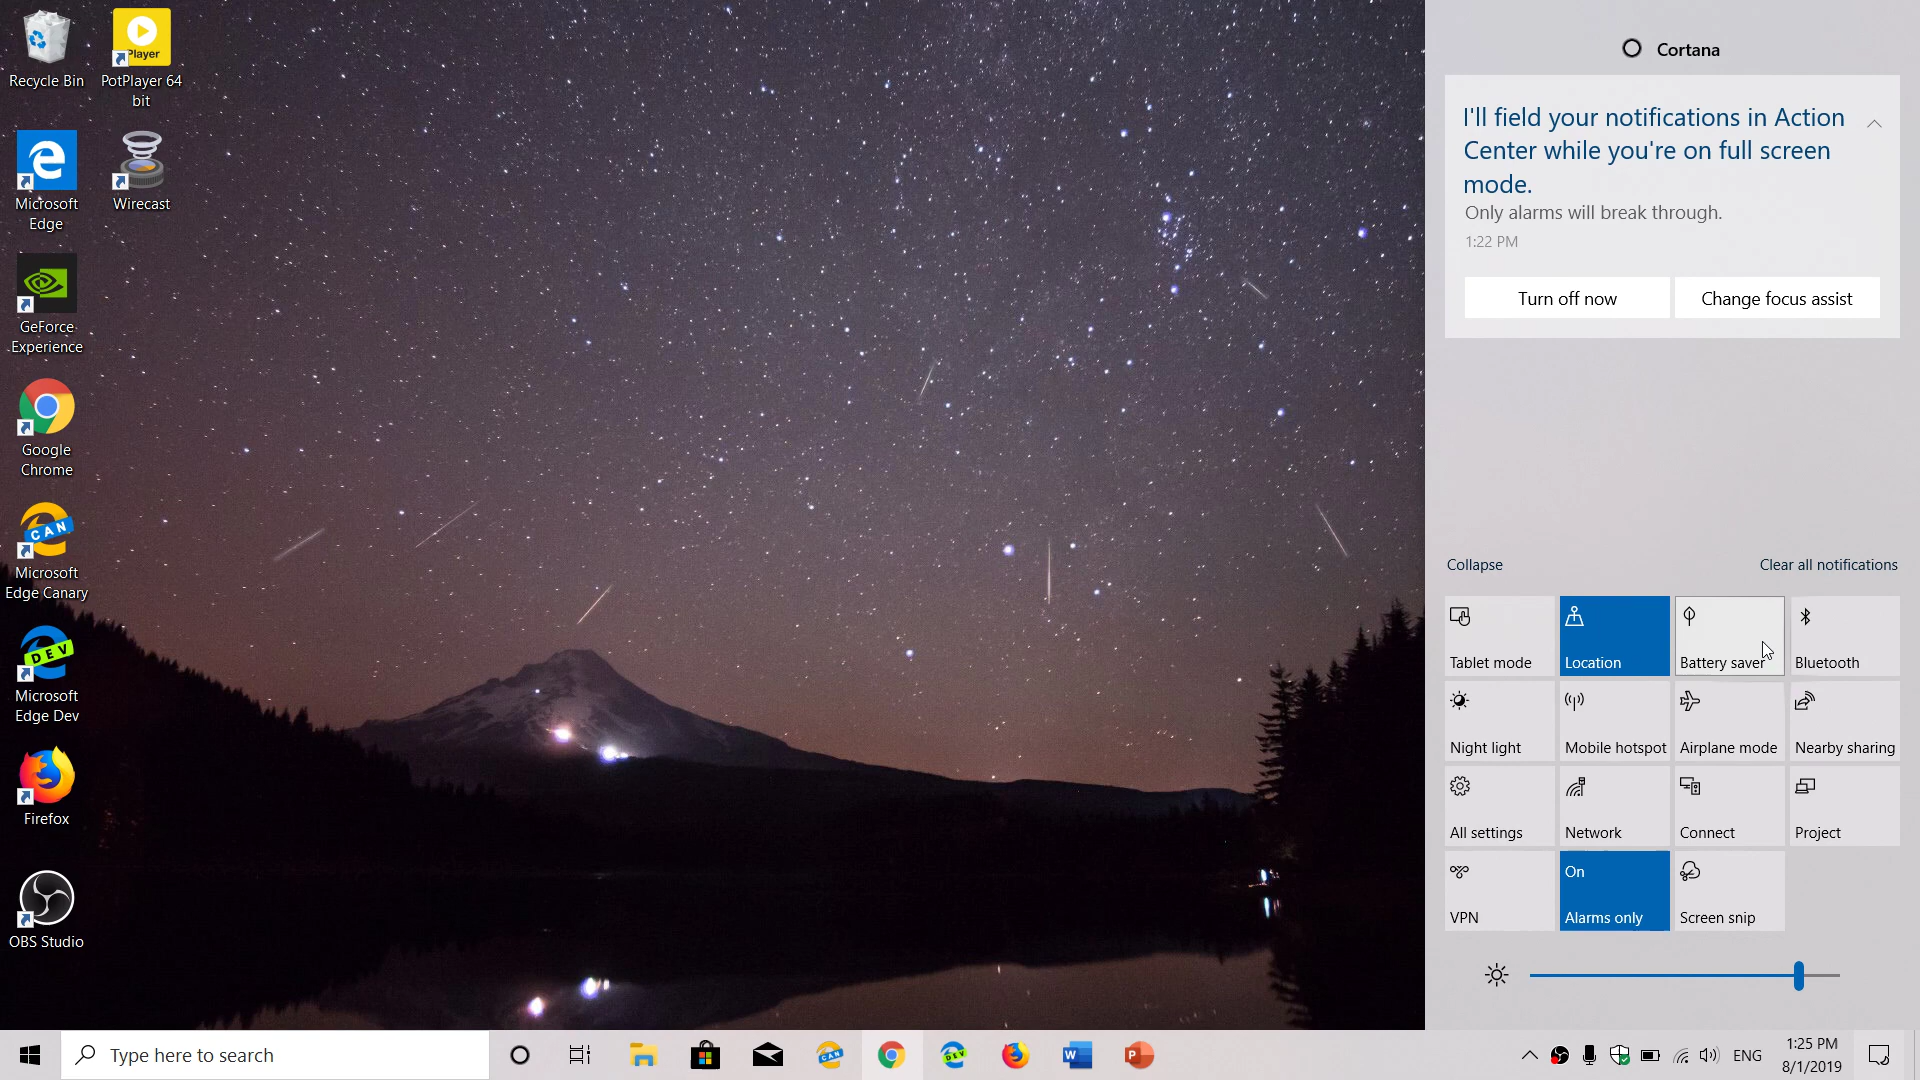 Recycle Bin
Player
PotPlayer 64
bit
Microsoft
Edge
Wirecast
GeForce
Experience
Google
Chrome
CAN
Microsoft
Edge Canary
DEV
Microsoft
Edge Dev
Firefox
OBS Studio
Cortana
I'll field your notifications in Action
Center while you're on full screen
mode.
Only alarms will break through.
1:22 PM
Turn off now
Change focus assist
Collapse
Clear all notifications
Tablet mode
Location
Battery saver
Bluetooth
Night light
Mobile hotspot
Airplane mode
Nearby sharing
All settings
Network
Connect
Project
VPN
On
Alarms only
Screen snip
Type here to search
CAN
DEV
W
P
ENG
1:25 PM
8/1/2019